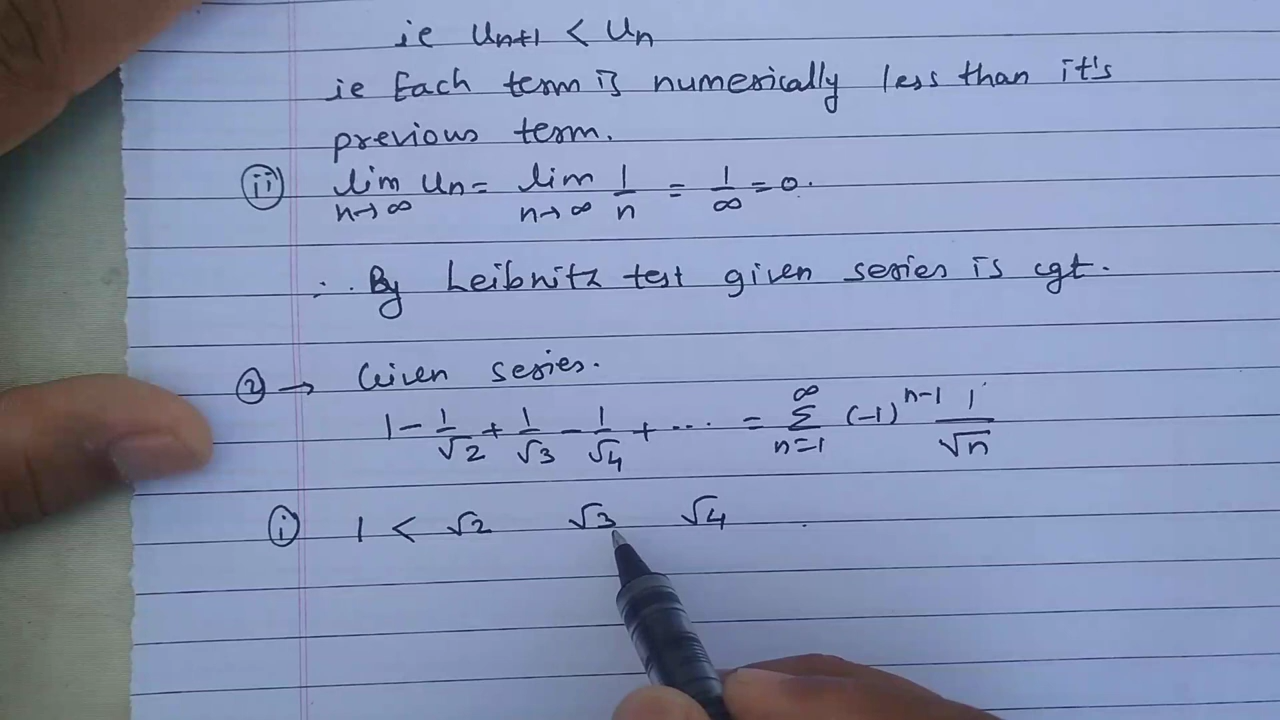 ie Un+1 < Un
ie Each term is numerically less than it's
previous term.
(ii) lim n→∞ Un = lim n→∞ 1/n = 1/∞ = 0.
∴ By Leibnitz test given series is cgt.
(2) → Given series.
1 - 1/√2 + 1/√3 - 1/√4 + ... = ∞ Σ n=1 (-1)^n-1 1/√n
(i) 1 < √2 √3 √4